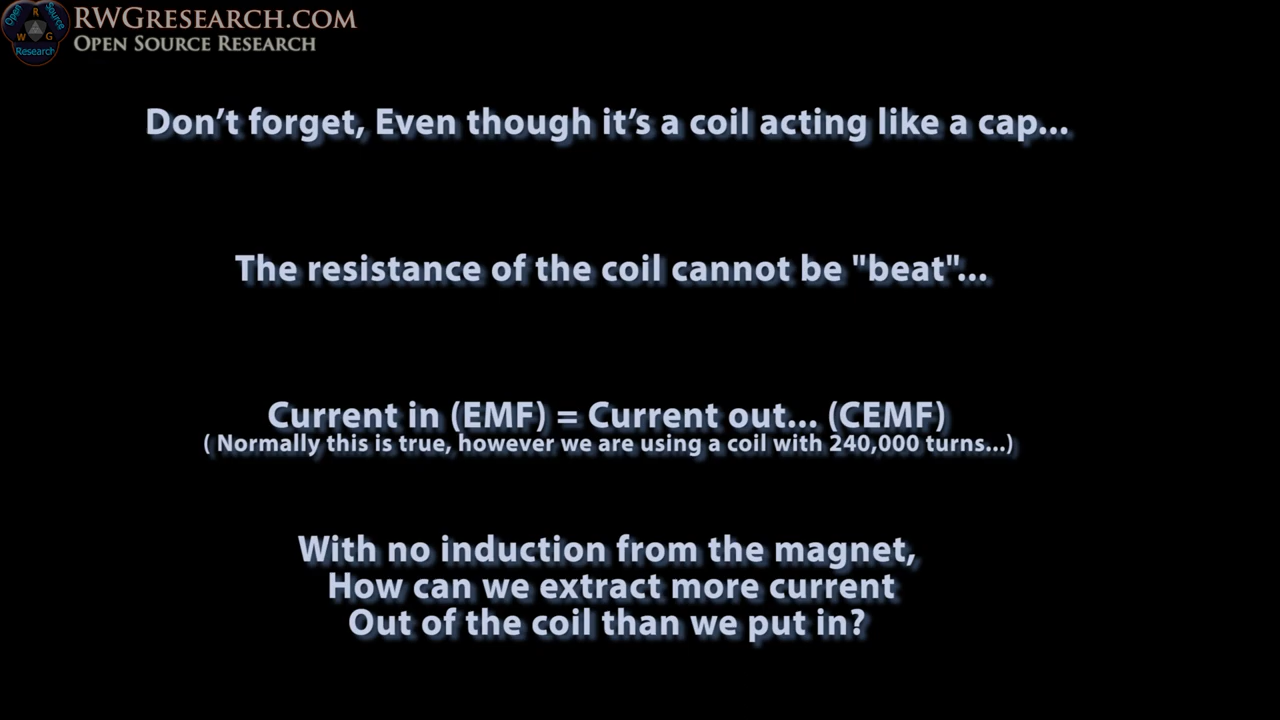 Open Source
R
W G
Research
RWGRESEARCH.COM
OPEN SOURCE RESEARCH
Don't forget, Even though it's a coil acting like a cap...
The resistance of the coil cannot be "beat"...
Current in (EMF) = Current out... (CEMF)
( Normally this is true, however we are using a coil with 240,000 turns...)
With no induction from the magnet,
How can we extract more current
Out of the coil than we put in?